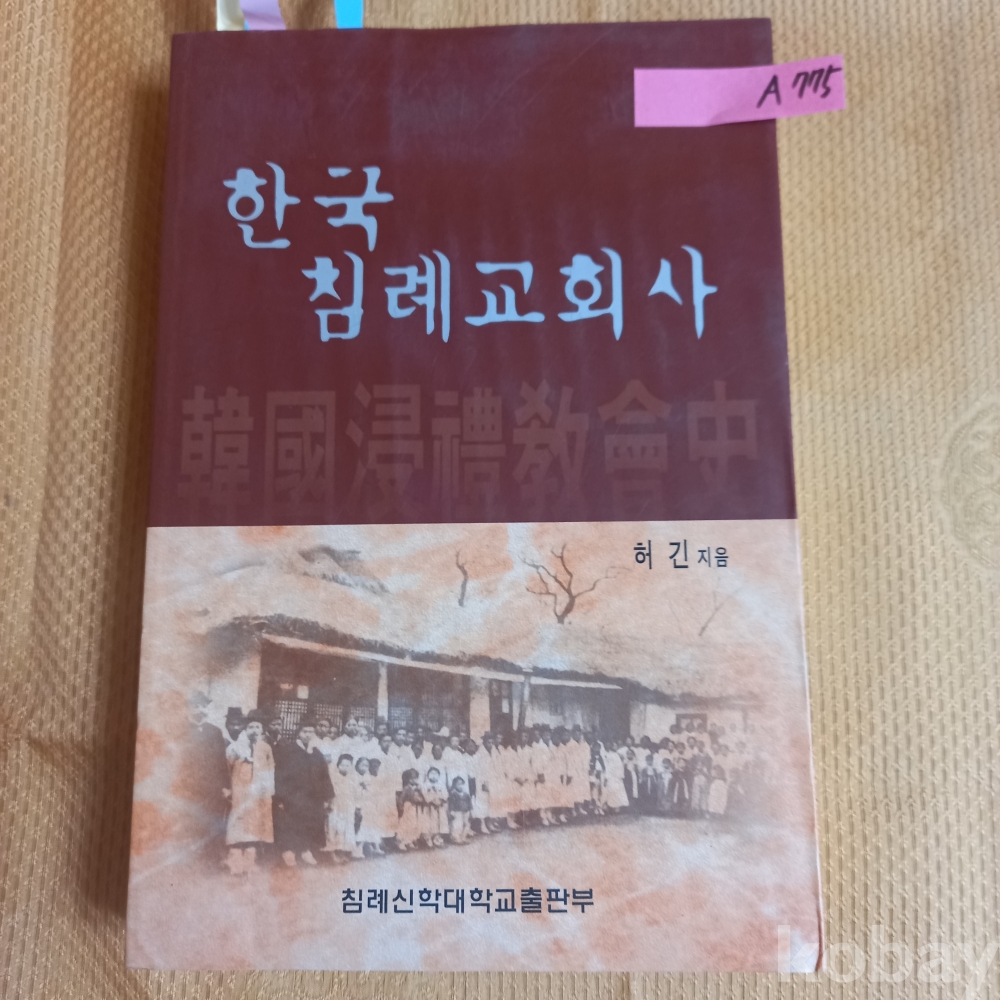 A 775
한국
침례교회사
韓國浸禮敎會史
허 긴 지음
침례신학대학교출판부
kobay